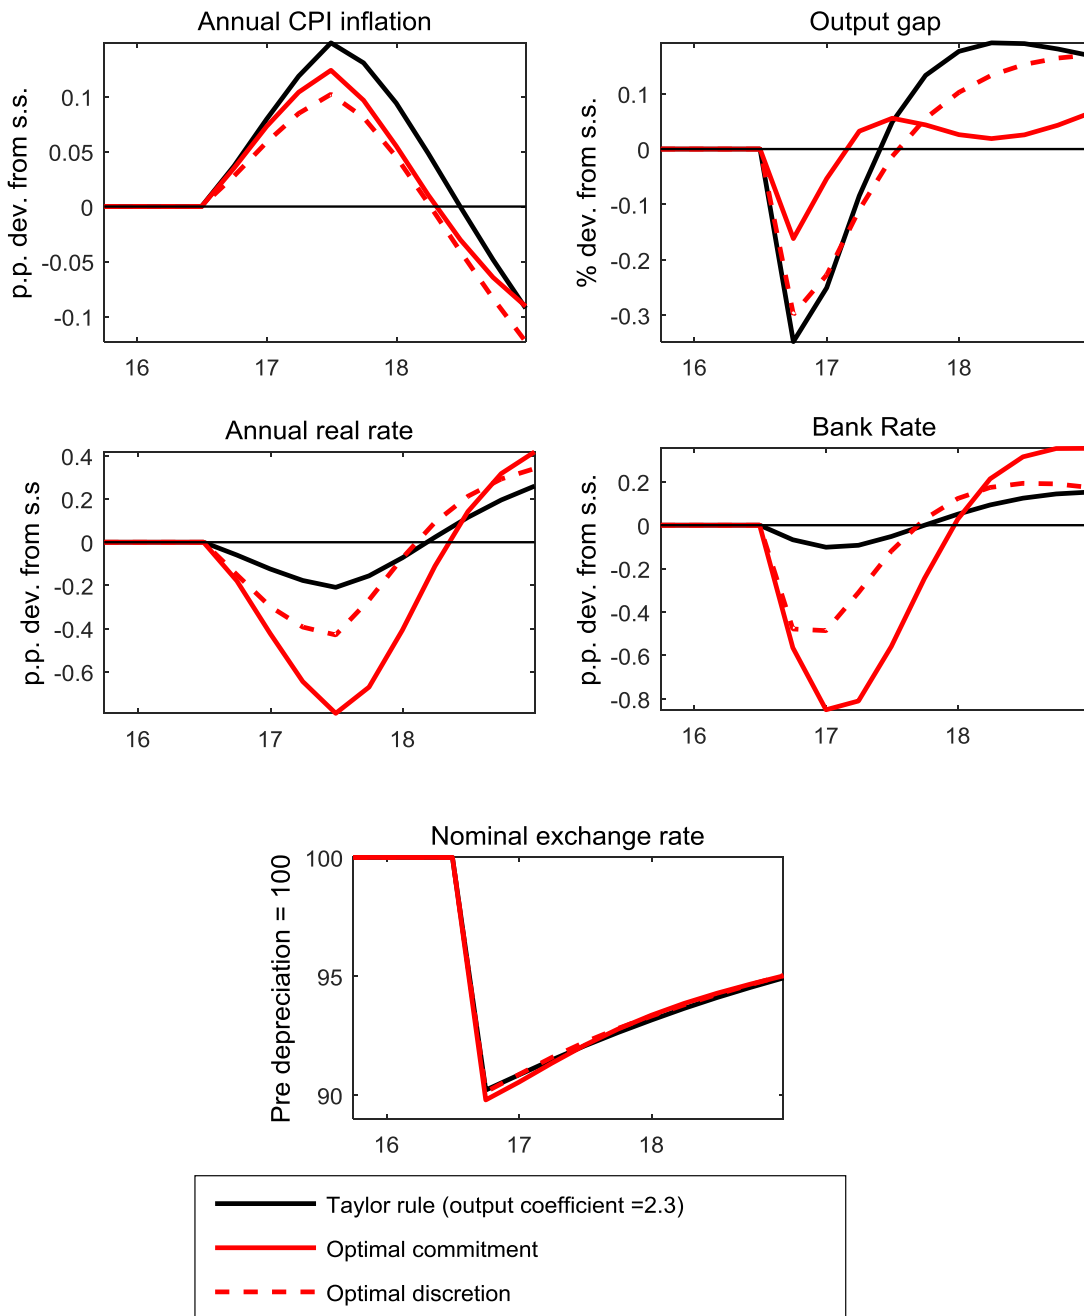 Annual CPI inflation
p.p. dev. from s.s.
0.1
0.05
0
-0.05
-0.1
16 17 18
Output gap
% dev. from s.s.
0.1
0
-0.1
-0.2
-0.3
16 17 18
Annual real rate
p.p. dev. from s.s
0.4
0.2
0
-0.2
-0.4
-0.6
16 17 18
Bank Rate
p.p. dev. from s.s.
0.2
0
-0.2
-0.4
-0.6
-0.8
16 17 18
Nominal exchange rate
Pre depreciation = 100
100
95
90
16 17 18
Taylor rule (output coefficient =2.3)
Optimal commitment
Optimal discretion